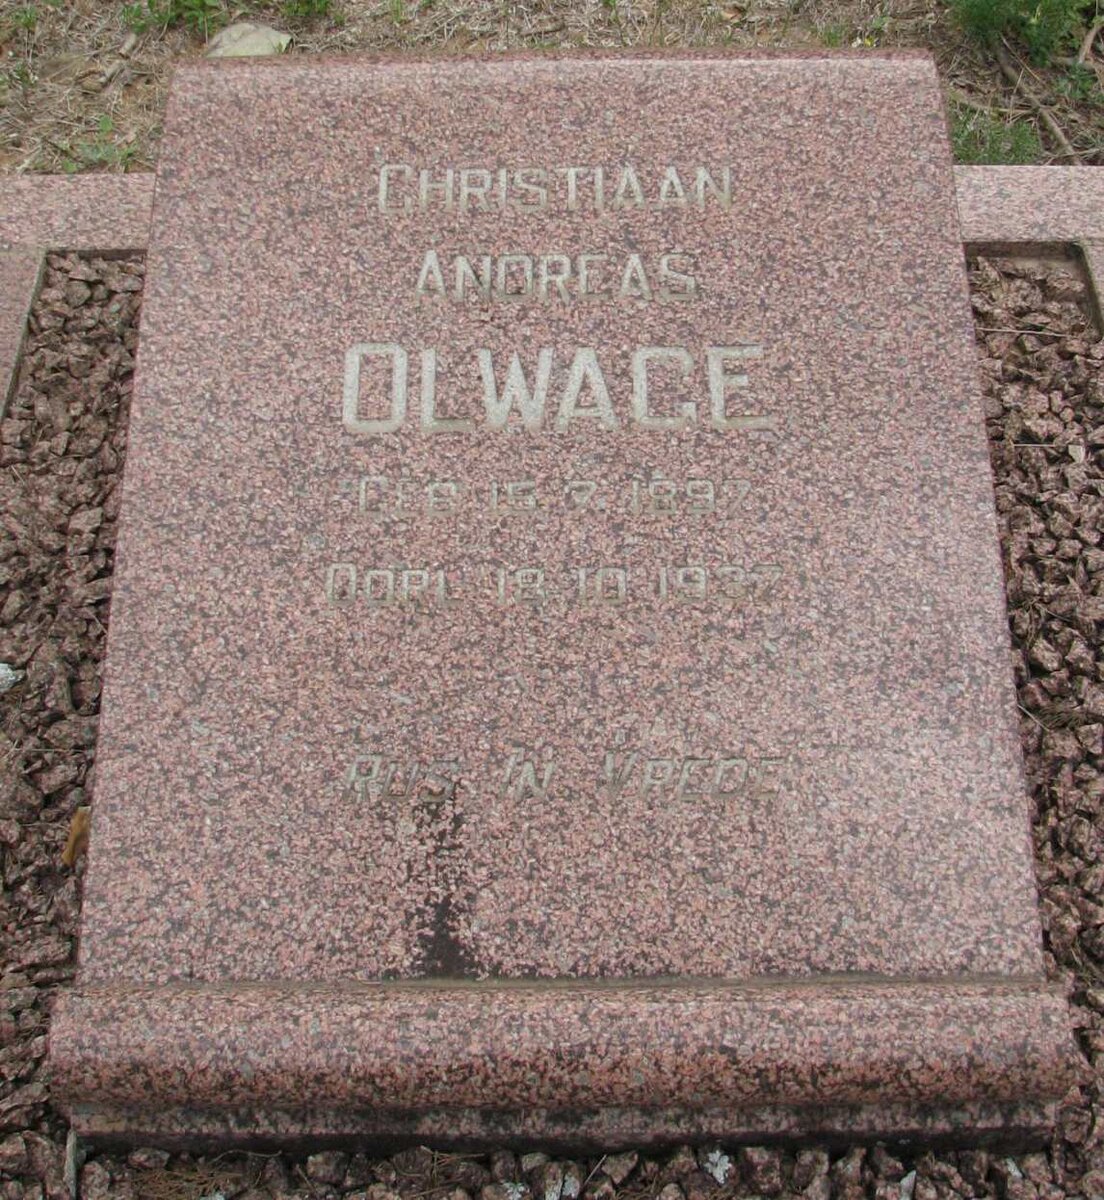 CHRISTIAAN
ANDREAS
OLWAGE
GEB 15 7 1897
OORL 18 10 1937
RUS IN VREDE